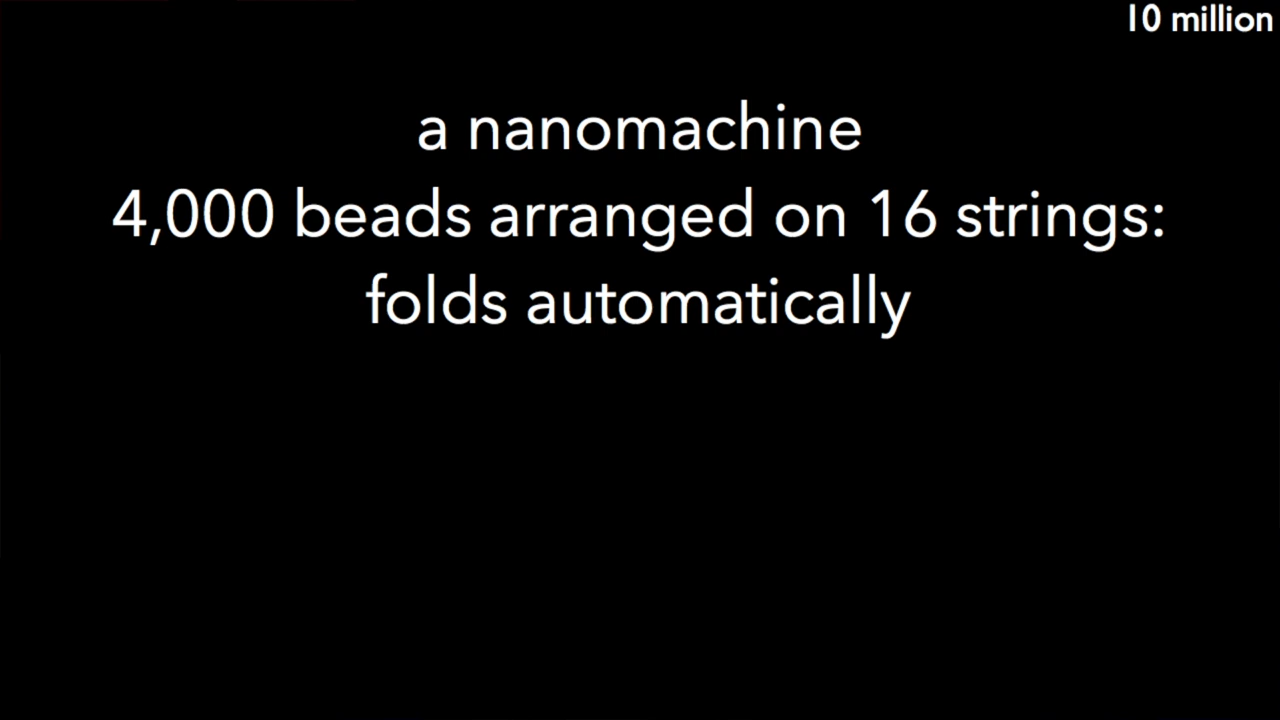 10 million
a nanomachine
4,000 beads arranged on 16 strings:
folds automatically